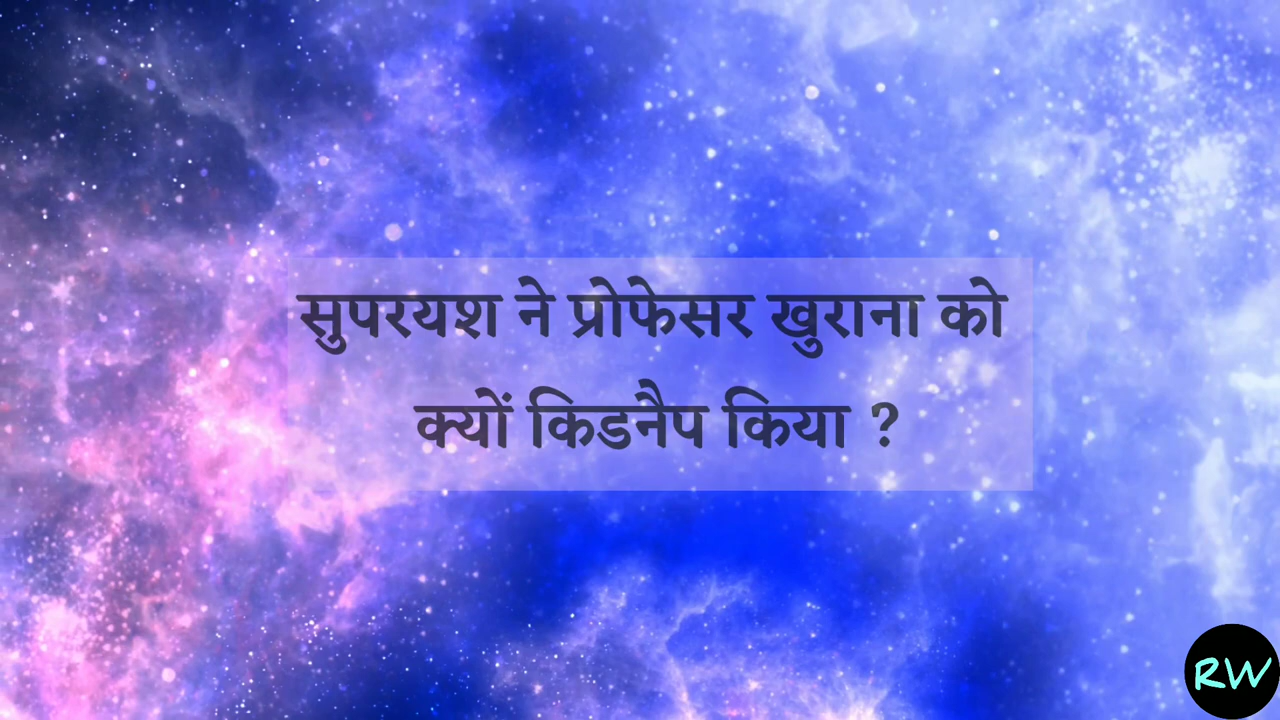 सुपरयश ने प्रोफेसर खुराना को
क्यों किडनैप किया ?
RW